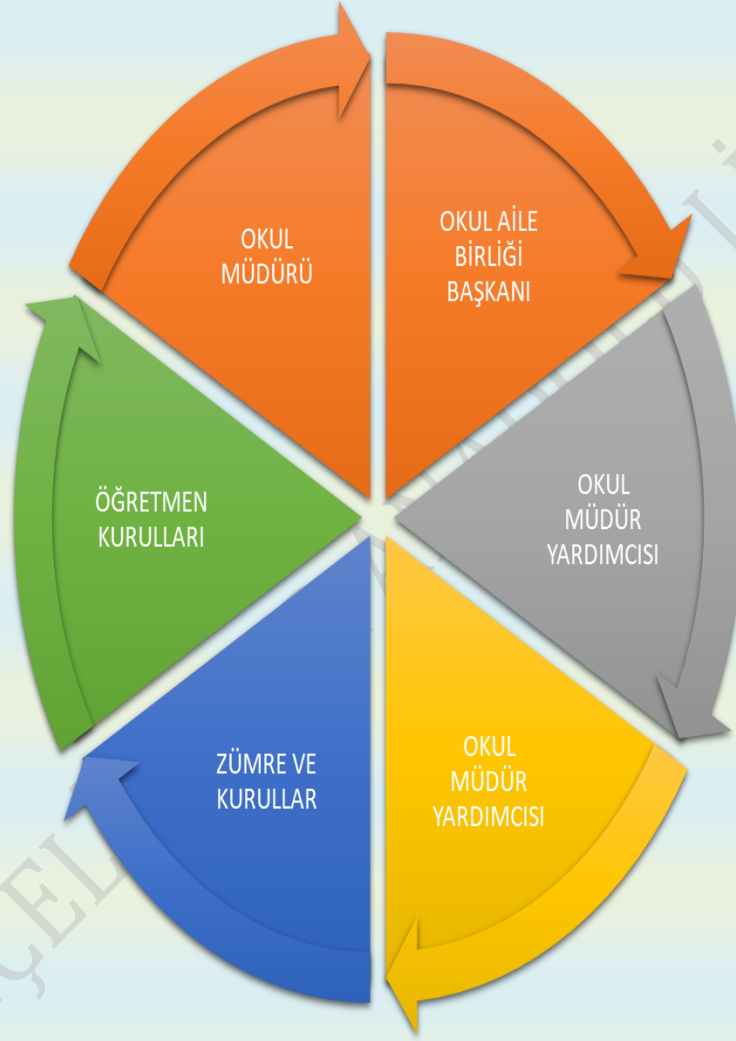 OKUL
MÜDÜRÜ
OKUL AİLE
BİRLİĞİ
BAŞKANI
OKUL
MÜDÜR
YARDIMCISI
OKUL
MÜDÜR
YARDIMCISI
ZÜMRE VE
KURULLAR
ÖĞRETMEN
KURULLARI